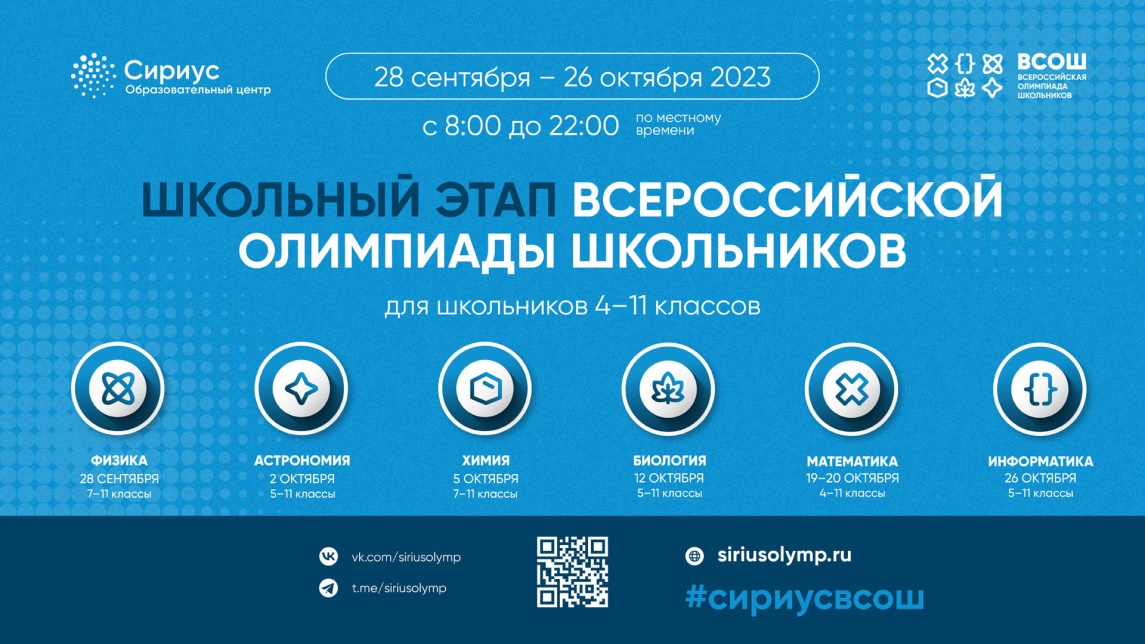 Сириус
Образовательный центр
28 сентября – 26 октября 2023
с 8:00 до 22:00
по местному
времени
ВСОШ
ВСЕРОССИЙСКАЯ
ОЛИМПИАДА
ШКОЛЬНИКОВ
ШКОЛЬНЫЙ ЭТАП ВСЕРОССИЙСКОЙ
ОЛИМПИАДЫ ШКОЛЬНИКОВ
для школьников 4–11 классов
ФИЗИКА
28 СЕНТЯБРЯ
7–11 классы
АСТРОНОМИЯ
2 ОКТЯБРЯ
5–11 классы
ХИМИЯ
5 ОКТЯБРЯ
7–11 классы
БИОЛОГИЯ
12 ОКТЯБРЯ
5–11 классы
МАТЕМАТИКА
19–20 ОКТЯБРЯ
4–11 классы
ИНФОРМАТИКА
26 ОКТЯБРЯ
5–11 классы
vk.com/siriusolymp
t.me/siriusolymp
siriusolymp.ru
#сириусвсош